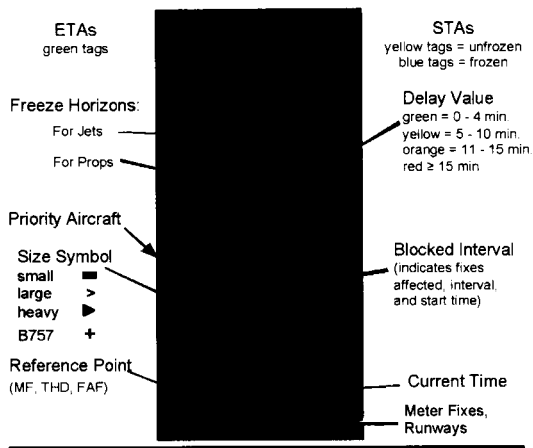 ETAs
green tags
Freeze Horizons:
For Jets
For Props
Priority Aircraft
Size Symbol
small
large >
heavy
B757 +
Reference Point
(MF, THD, FAF)
STAs
yellow tags = unfrozen
blue tags = frozen
Delay Value
green = 0 - 4 min.
yellow = 5 - 10 min.
orange = 11 - 15 min.
red ≥ 15 min
Blocked Interval
(indicates fixes
affected, interval,
and start time)
Current Time
Meter Fixes,
Runways